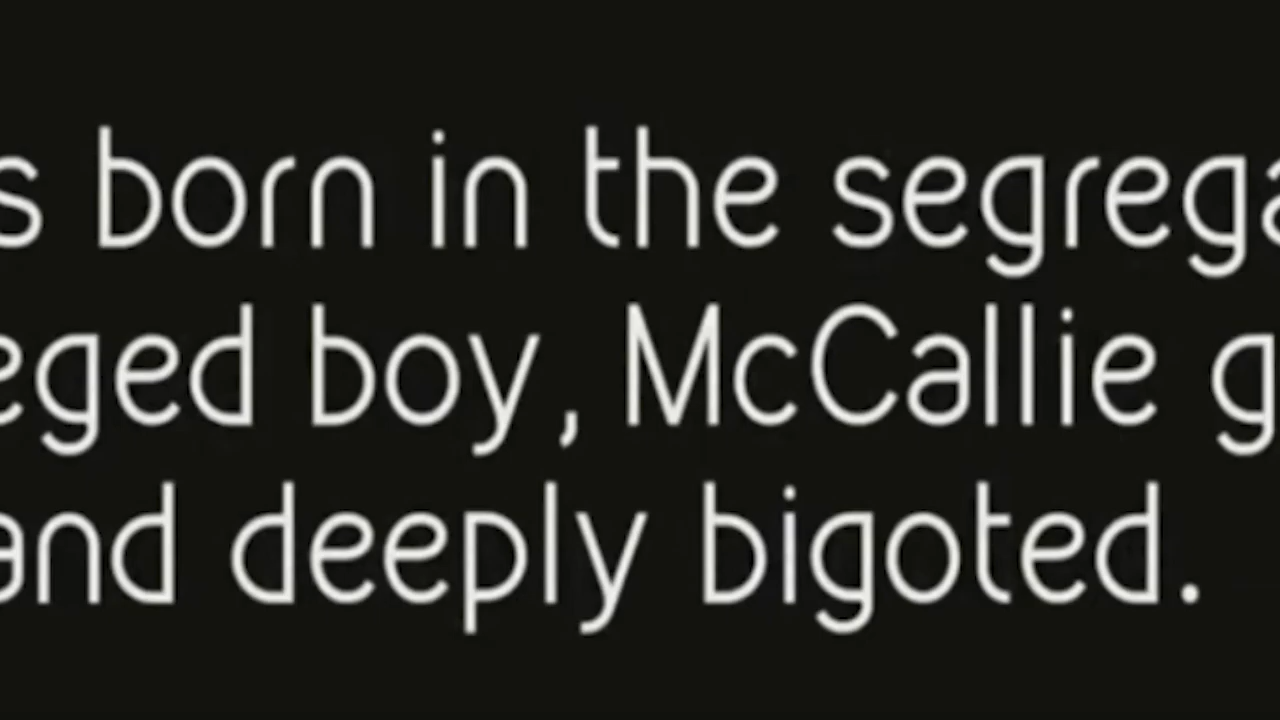 s born in the segrega
eged boy, McCallie g
and deeply bigoted.